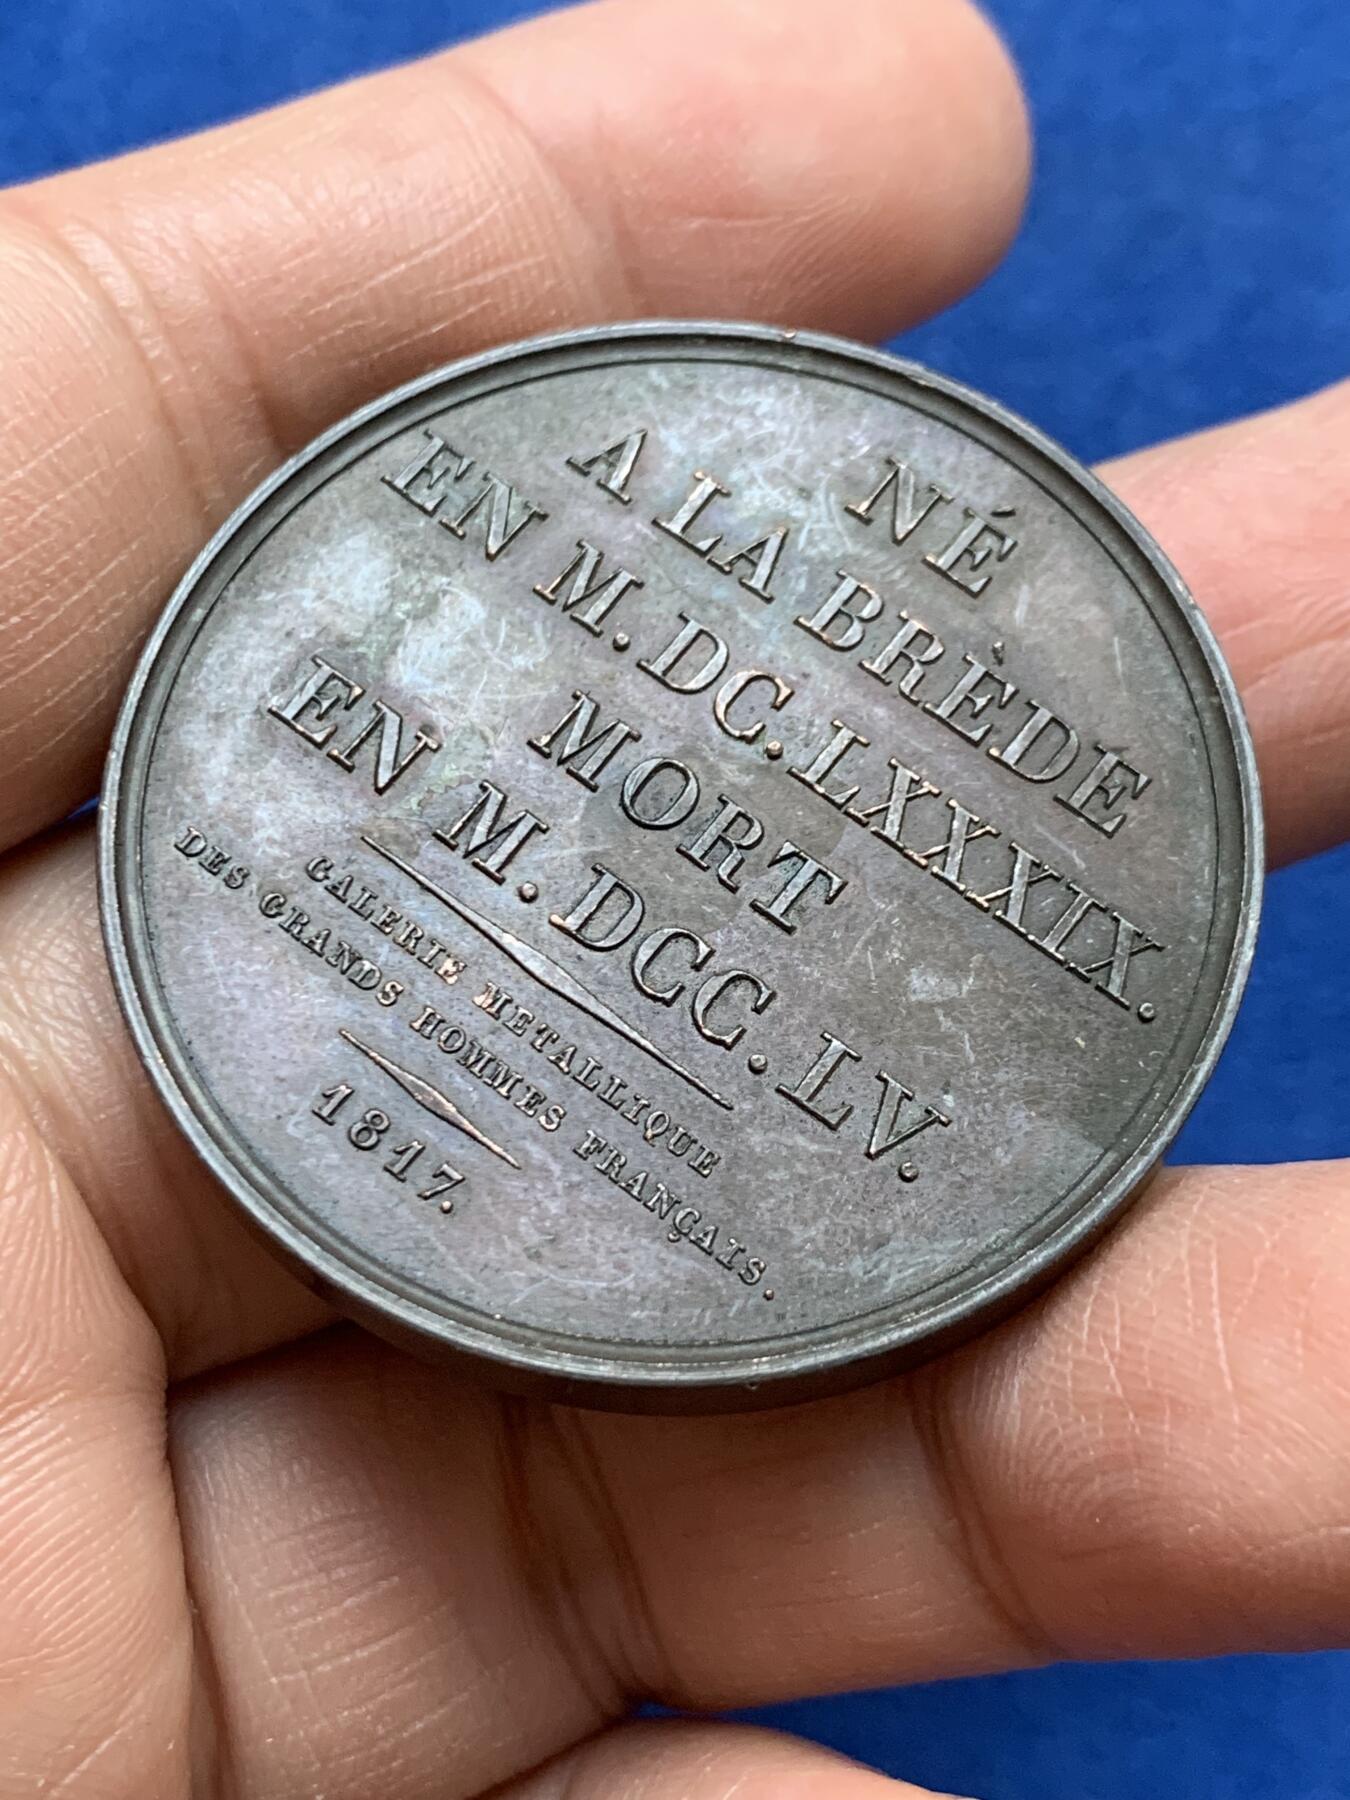 NÉ
A LA BRÈDE
EN M. DC. LXXXIX.
MORT
EN M. DCC. LV.
GALERIE METALLIQUE
DES GRANDS HOMMES FRANÇAIS.
1817.